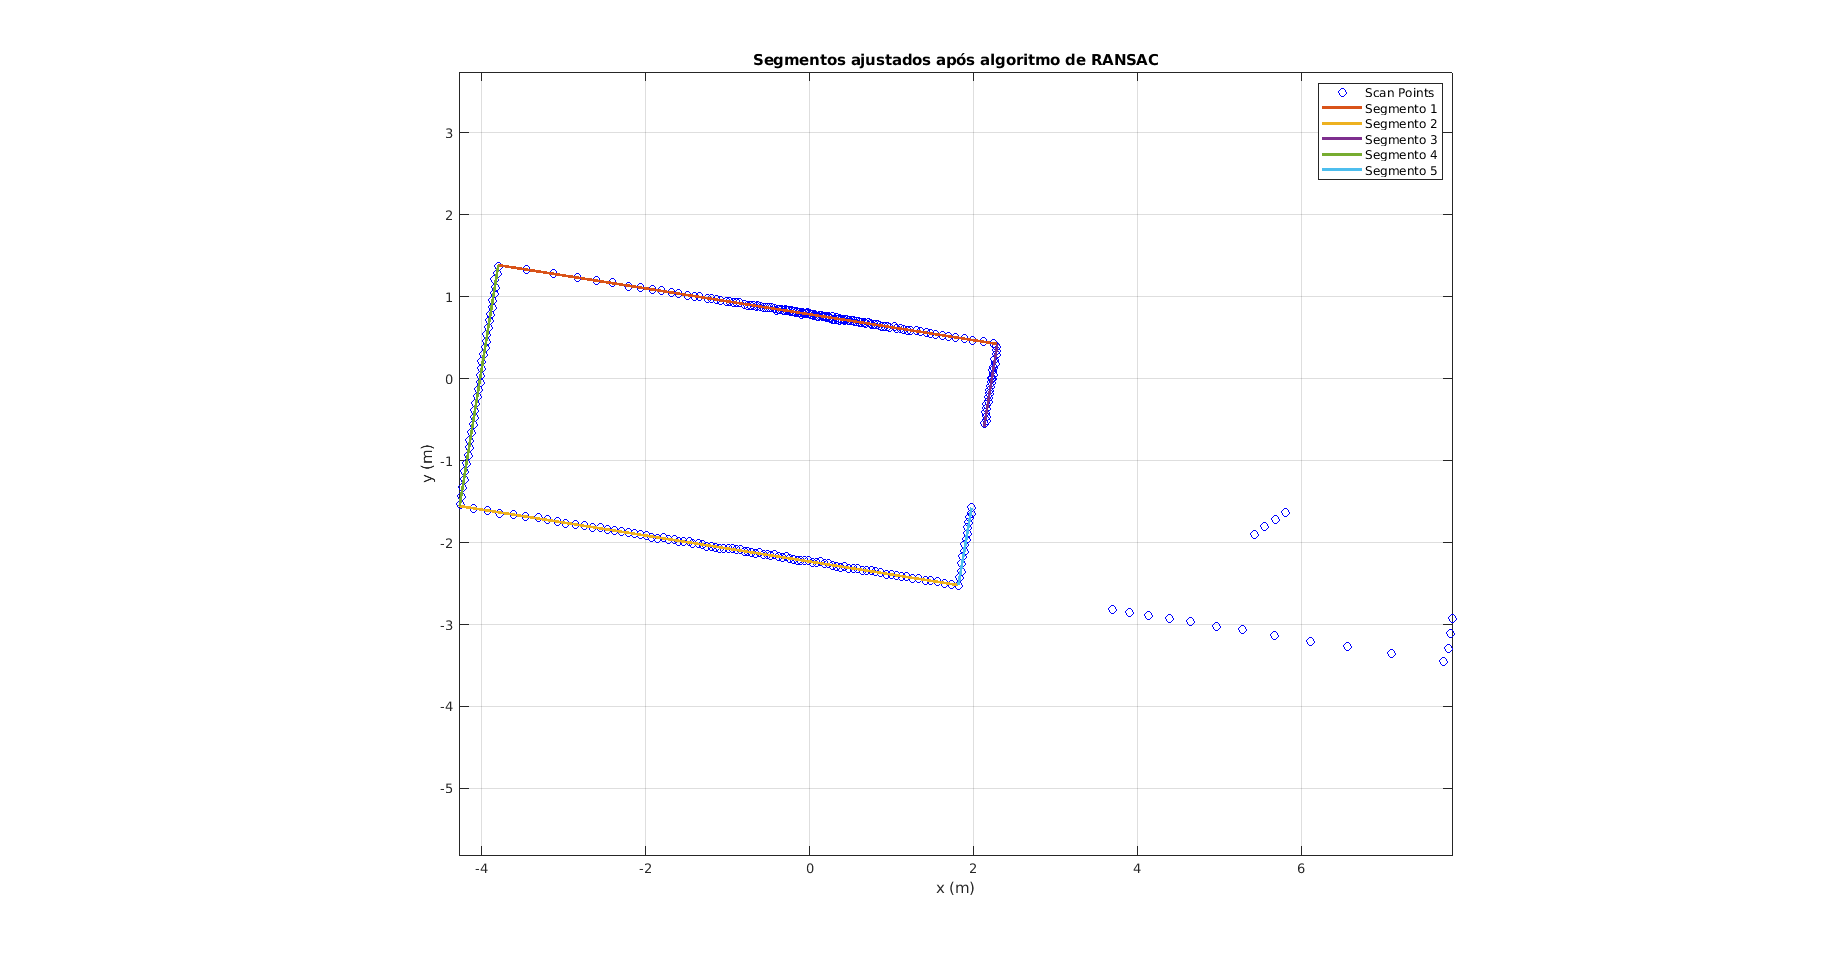 Segmentos ajustados após algoritmo de RANSAC
Scan Points
Segmento 1
Segmento 2
Segmento 3
Segmento 4
Segmento 5
3
2
1
0
-1
-2
-3
-4
-5
y (m)
-4 -2 0 2 4 6
x (m)